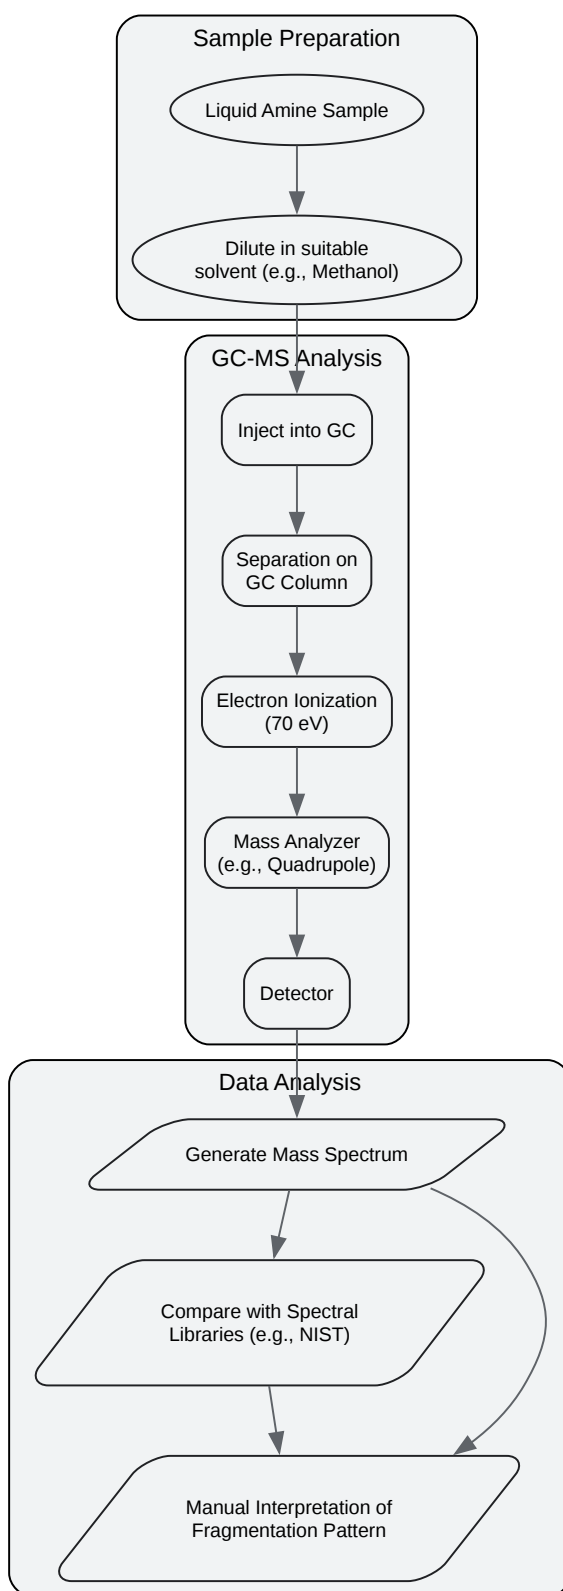 Sample Preparation
Liquid Amine Sample
Dilute in suitable
solvent (e.g., Methanol)
GC-MS Analysis
Inject into GC
Separation on
GC Column
Electron Ionization
(70 eV)
Mass Analyzer
(e.g., Quadrupole)
Detector
Data Analysis
Generate Mass Spectrum
Compare with Spectral
Libraries (e.g., NIST)
Manual Interpretation of
Fragmentation Pattern